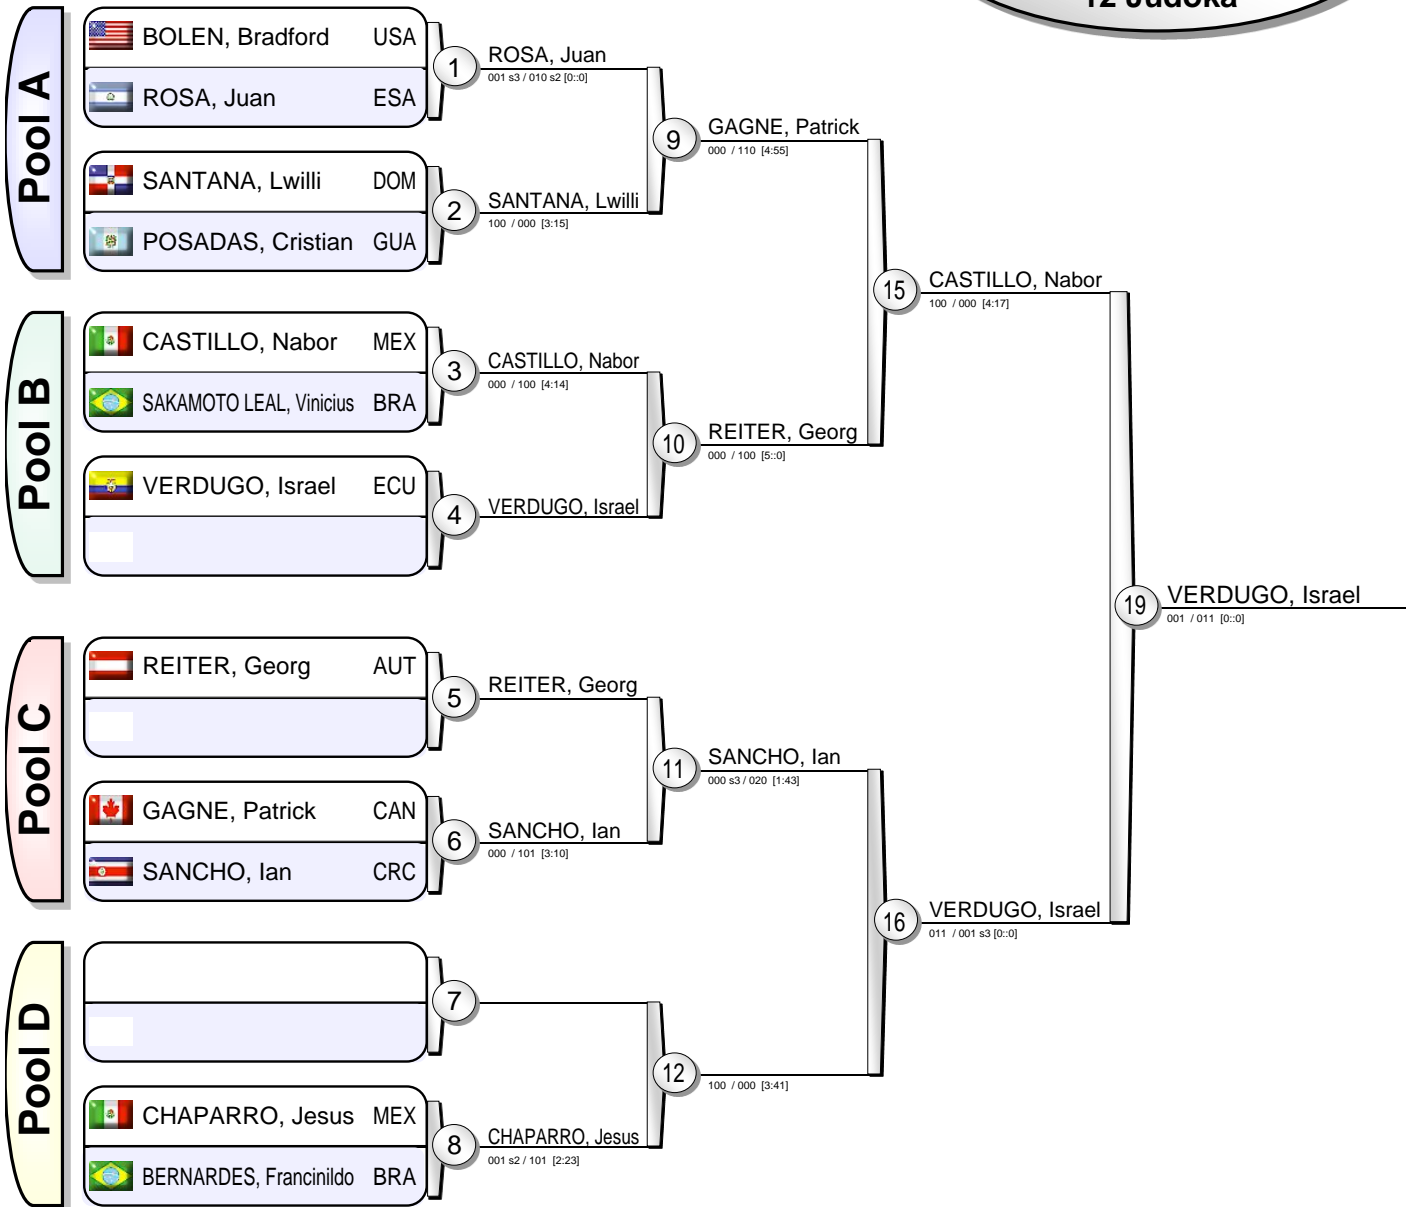 12 Judoka
Pool A
BOLEN, Bradford USA
ROSA, Juan ESA
SANTANA, Lwilli DOM
POSADAS, Cristian GUA
Pool B
CASTILLO, Nabor MEX
SAKAMOTO LEAL, Vinicius BRA
VERDUGO, Israel ECU
Pool C
REITER, Georg AUT
GAGNE, Patrick CAN
SANCHO, Ian CRC
Pool D
CHAPARRO, Jesus MEX
BERNARDES, Francinildo BRA
1
ROSA, Juan
001 s3 / 010 s2 [0::0]
2
SANTANA, Lwilli
100 / 000 [3:15]
3
CASTILLO, Nabor
000 / 100 [4:14]
4
VERDUGO, Israel
5
REITER, Georg
6
SANCHO, Ian
000 / 101 [3:10]
7
8
CHAPARRO, Jesus
001 s2 / 101 [2:23]
9
GAGNE, Patrick
000 / 110 [4:55]
10
REITER, Georg
000 / 100 [5::0]
11
SANCHO, Ian
000 s3 / 020 [1:43]
12
100 / 000 [3:41]
15
CASTILLO, Nabor
100 / 000 [4:17]
16
VERDUGO, Israel
011 / 001 s3 [0::0]
19
VERDUGO, Israel
001 / 011 [0::0]